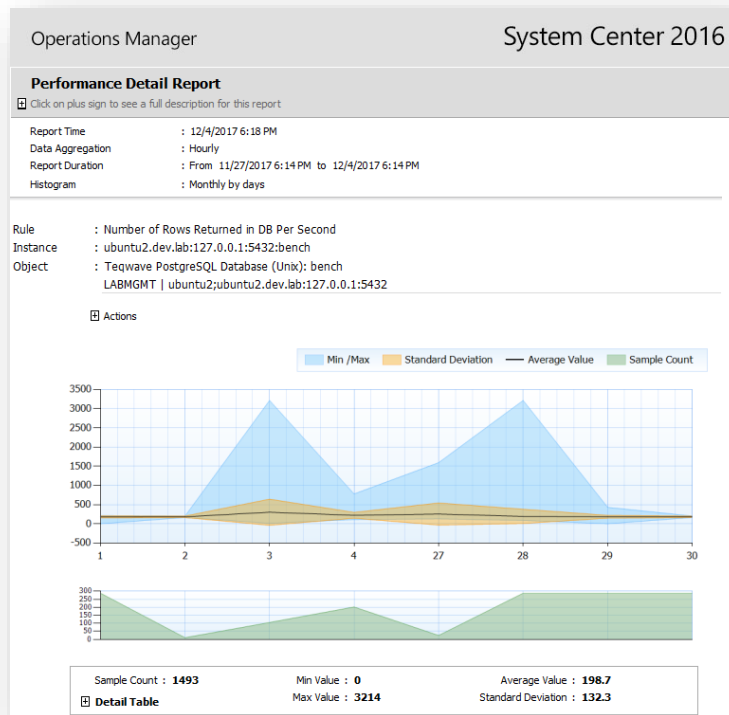 Operations Manager
System Center 2016
Performance Detail Report
Click on plus sign to see a full description for this report
Report Time : 12/4/2017 6:18 PM
Data Aggregation : Hourly
Report Duration : From 11/27/2017 6:14 PM to 12/4/2017 6:14 PM
Histogram : Monthly by days
Rule : Number of Rows Returned in DB Per Second
Instance : ubuntu2.dev.lab:127.0.0.1:5432:bench
Object : Teqwave PostgreSQL Database (Unix): bench
LABMGMT | ubuntu2;ubuntu2.dev.lab:127.0.0.1:5432
Actions
Min /Max Standard Deviation Average Value Sample Count
3500
3000
2500
2000
1500
1000
500
0
-500
1 2 3 4 27 28 29 30
300
250
200
150
100
50
0
Sample Count : 1493 Min Value : 0 Average Value : 198.7
Detail Table Max Value : 3214 Standard Deviation : 132.3